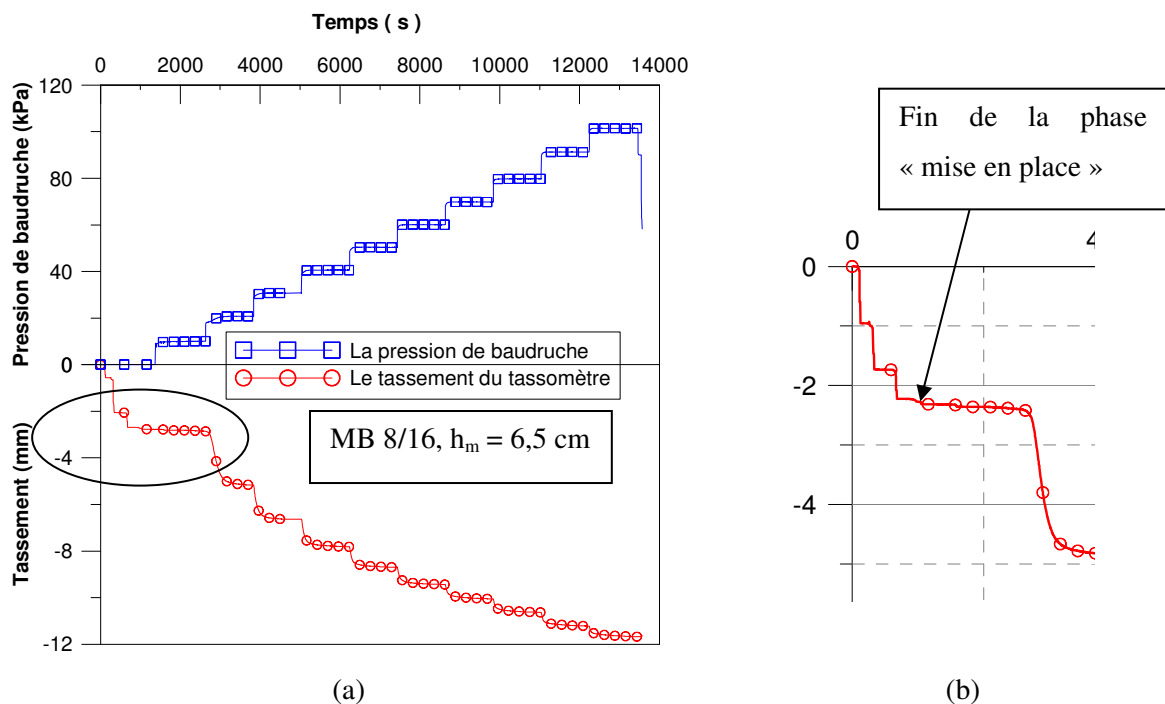 Temps ( s )
0 2000 4000 6000 8000 10000 12000 14000
120
80
40
0
-4
-8
-12
Pression de baudruche (kPa)
Tassement (mm)
La pression de baudruche
Le tassement du tassomètre
MB 8/16, hm = 6,5 cm
(a)
Fin de la phase
« mise en place »
0 4
0
-2
-4
(b)